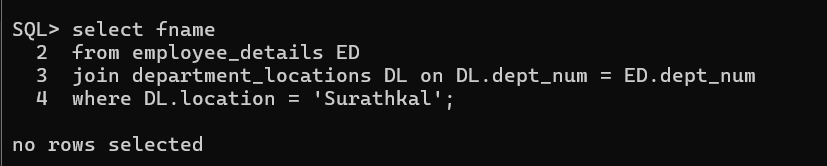 SQL> select fname
  2  from employee_details ED
  3  join department_locations DL on DL.dept_num = ED.dept_num
  4  where DL.location = 'Surathkal';
no rows selected